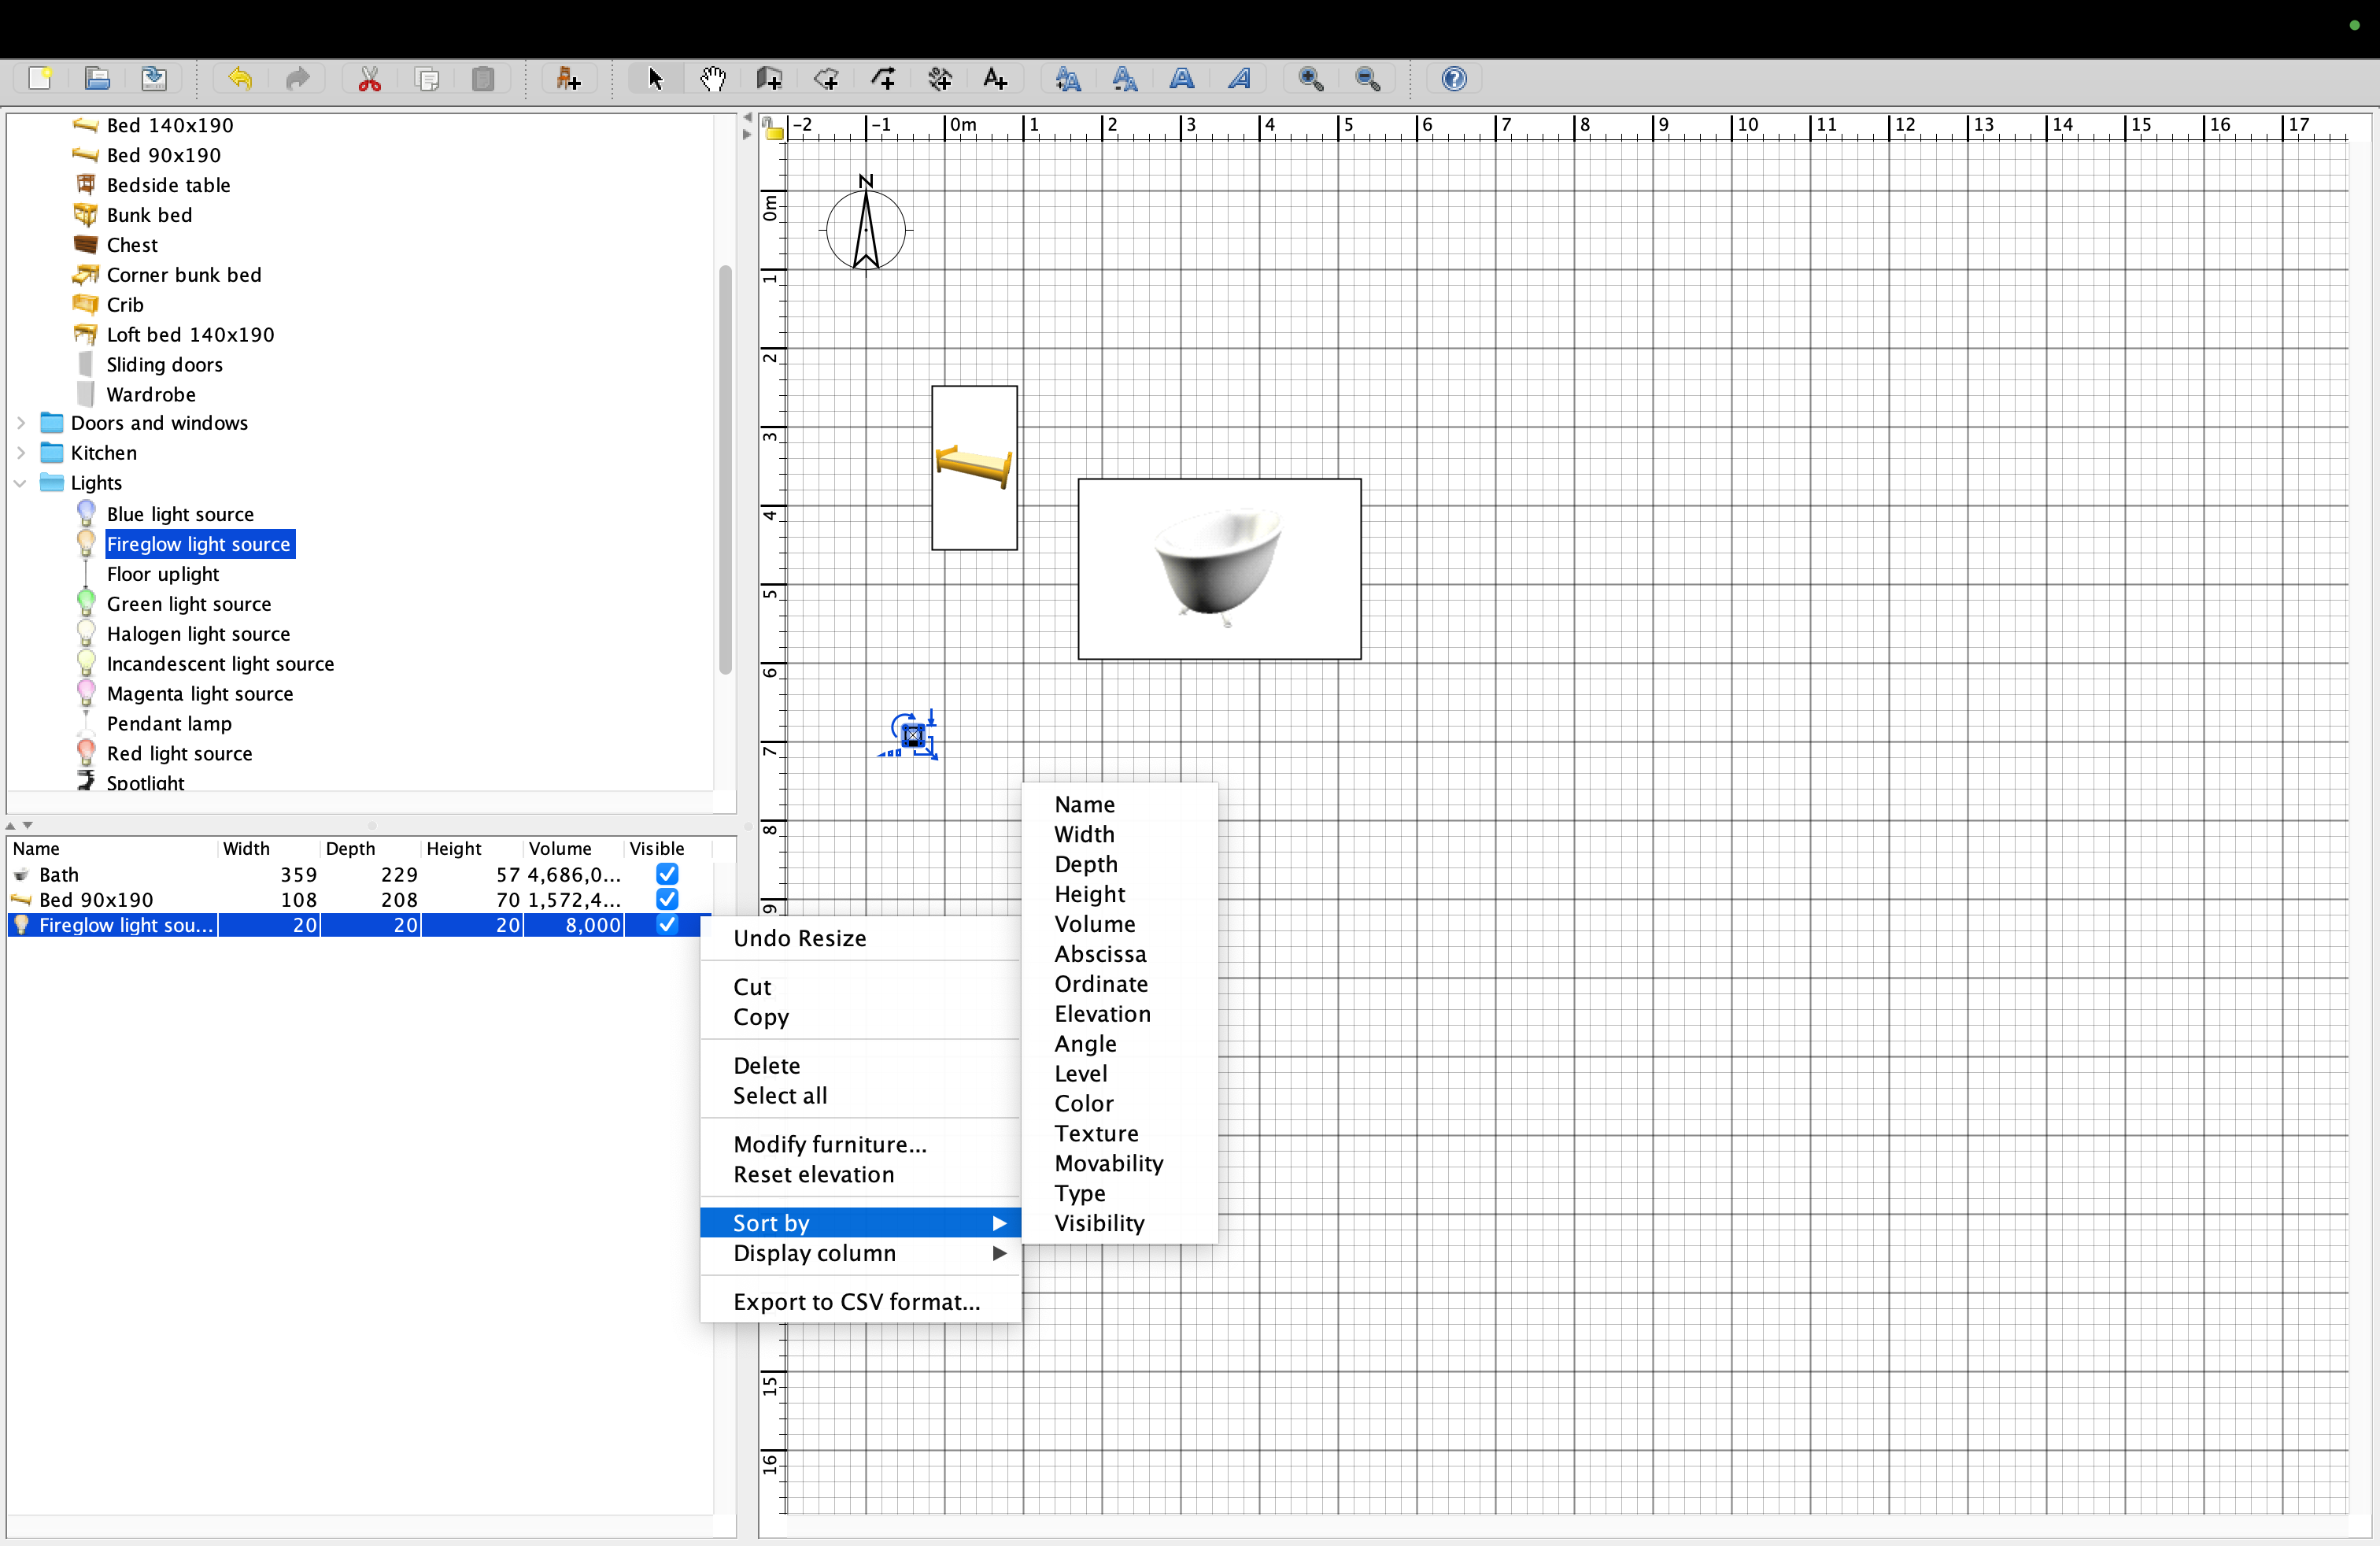 Bed 140x190
Bed 90x190
Bedside table
Bunk bed
Chest
Corner bunk bed
Crib
Loft bed 140x190
Sliding doors
Wardrobe
Doors and windows
Kitchen
Lights
Blue light source
Fireglow light source
Floor uplight
Green light source
Halogen light source
Incandescent light source
Magenta light source
Pendant lamp
Red light source
Spotlight
Name Width Depth Height Volume Visible
Bath 359 229 57 4,686,0...
Bed 90x190 108 208 70 1,572,4...
Fireglow light sou... 20 20 20 8,000
-2 -1 0m 1 2 3 4 5 6 7 8 9 10 11 12 13 14 15 16 17
0m
1
2
3
4
5
6
7
8
9
15
16
N
Undo Resize
Cut
Copy
Delete
Select all
Modify furniture...
Reset elevation
Sort by
Display column
Export to CSV format...
Name
Width
Depth
Height
Volume
Abscissa
Ordinate
Elevation
Angle
Level
Color
Texture
Movability
Type
Visibility